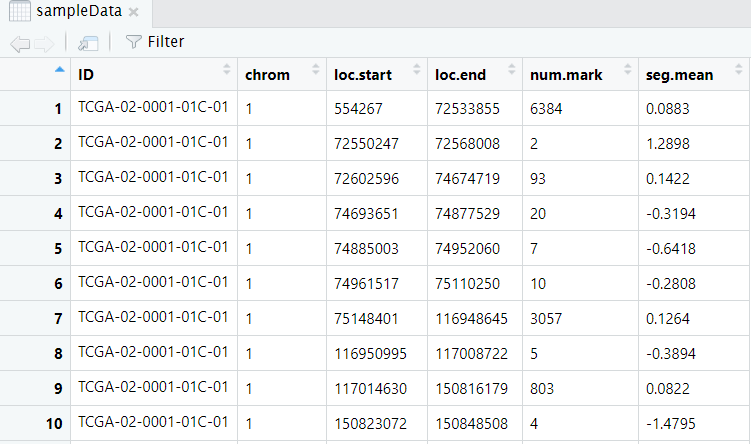 sampleData
Filter
ID chrom loc.start loc.end num.mark seg.mean
1 TCGA-02-0001-01C-01 1 554267 72533855 6384 0.0883
2 TCGA-02-0001-01C-01 1 72550247 72568008 2 1.2898
3 TCGA-02-0001-01C-01 1 72602596 74674719 93 0.1422
4 TCGA-02-0001-01C-01 1 74693651 74877529 20 -0.3194
5 TCGA-02-0001-01C-01 1 74885003 74952060 7 -0.6418
6 TCGA-02-0001-01C-01 1 74961517 75110250 10 -0.2808
7 TCGA-02-0001-01C-01 1 75148401 116948645 3057 0.1264
8 TCGA-02-0001-01C-01 1 116950995 117008722 5 -0.3894
9 TCGA-02-0001-01C-01 1 117014630 150816179 803 0.0822
10 TCGA-02-0001-01C-01 1 150823072 150848508 4 -1.4795